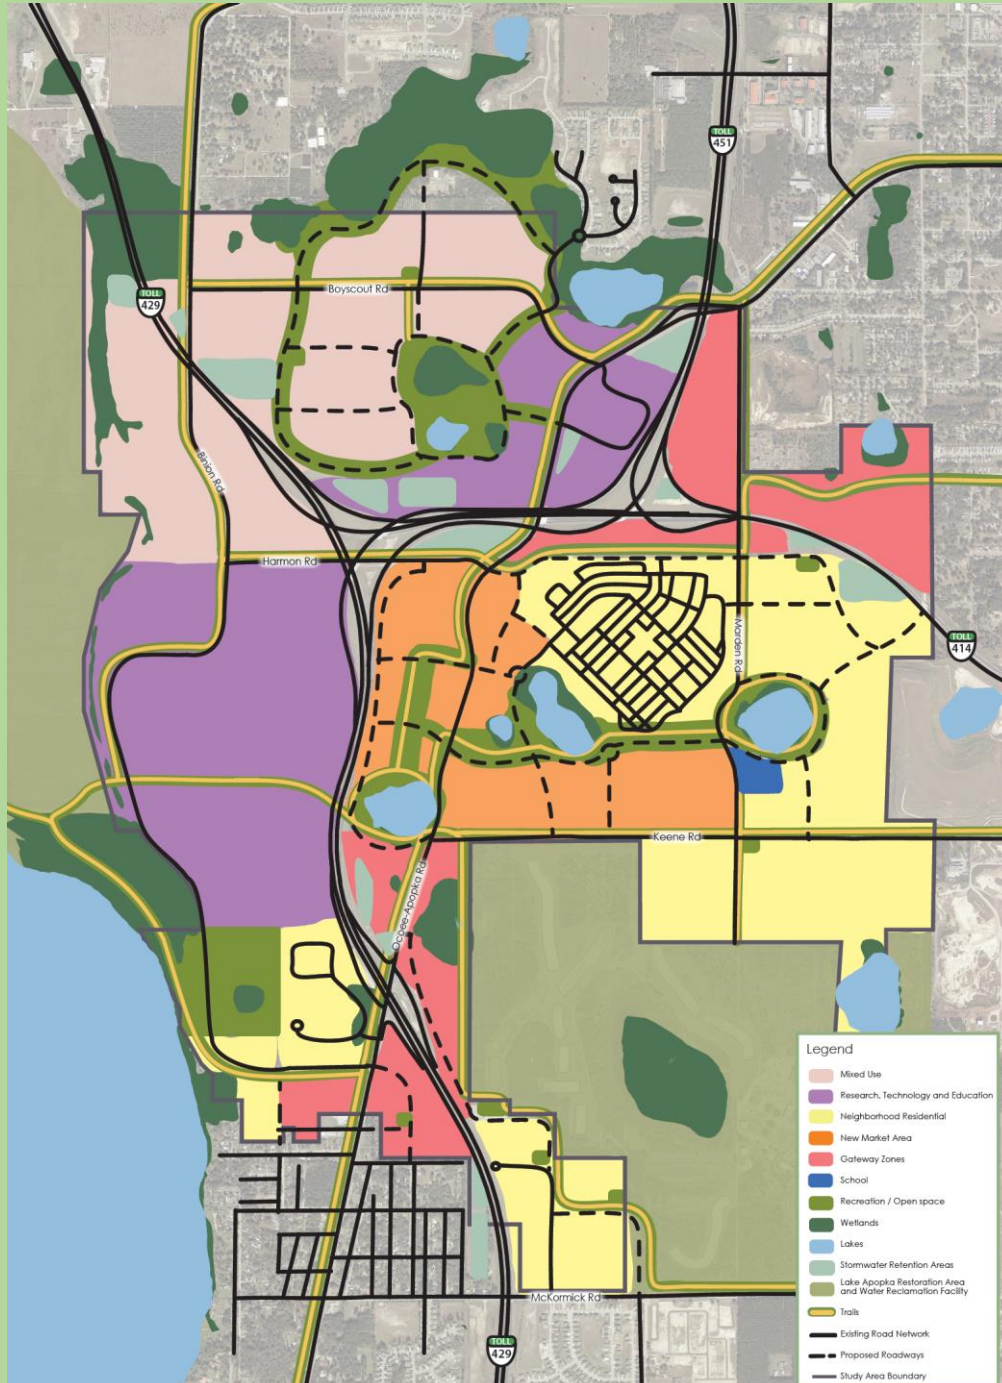 TOLL
451
TOLL
429
Boyscout Rd
Binion Rd
Harmon Rd
Marden Rd
TOLL
414
Keene Rd
Ocoee-Apopka Rd
Legend
Mixed Use
Research, Technology and Education
Neighborhood Residential
New Market Area
Gateway Zones
School
Recreation / Open space
Wetlands
Lakes
Stormwater Retention Areas
Lake Apopka Restoration Area
and Water Reclamation Facility
Trails
Existing Road Network
Proposed Roadways
Study Area Boundary
McKormick Rd
TOLL
429